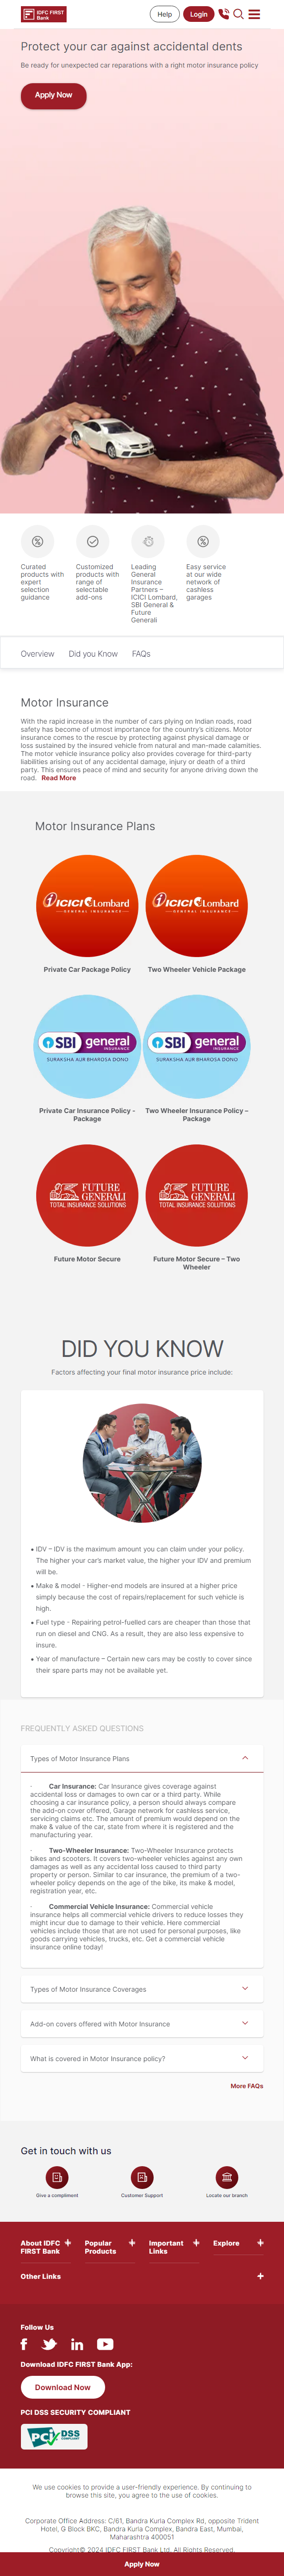 IDFC FIRST
Bank
Help
Login
Protect your car against accidental dents
Be ready for unexpected car reparations with a right motor insurance policy
Apply Now
Curated
products with
expert
selection
guidance
Customized
products with
range of
selectable
add-ons
Leading
General
Insurance
Partners –
ICICI Lombard,
SBI General &
Future
Generali
Easy service
at our wide
network of
cashless
garages
Overview
Did you Know
FAQs
Motor Insurance
With the rapid increase in the number of cars plying on Indian roads, road
safety has become of utmost importance for the country's citizens. Motor
insurance comes to the rescue by protecting against physical damage or
loss sustained by the insured vehicle from natural and man-made calamities.
The motor vehicle insurance policy also provides coverage for third-party
liabilities arising out of any accidental damage, injury or death of a third
party. This ensures peace of mind and security for anyone driving down the
road. Read More
Motor Insurance Plans
ICICI Lombard
GENERAL INSURANCE
ICICI Lombard
GENERAL INSURANCE
Private Car Package Policy
Two Wheeler Vehicle Package
SBI general
INSURANCE
SURAKSHA AUR BHAROSA DONO
SBI general
INSURANCE
SURAKSHA AUR BHAROSA DONO
Private Car Insurance Policy -
Package
Two Wheeler Insurance Policy –
Package
FUTURE
GENERALI
TOTAL INSURANCE SOLUTIONS
FUTURE
GENERALI
TOTAL INSURANCE SOLUTIONS
Future Motor Secure
Future Motor Secure – Two
Wheeler
DID YOU KNOW
Factors affecting your final motor insurance price include:
▪ IDV – IDV is the maximum amount you can claim under your policy.
The higher your car's market value, the higher your IDV and premium
will be.
▪ Make & model - Higher-end models are insured at a higher price
simply because the cost of repairs/replacement for such vehicle is
high.
▪ Fuel type - Repairing petrol-fuelled cars are cheaper than those that
run on diesel and CNG. As a result, they are also less expensive to
insure.
▪ Year of manufacture – Certain new cars may be costly to cover since
their spare parts may not be available yet.
FREQUENTLY ASKED QUESTIONS
Types of Motor Insurance Plans
· Car Insurance: Car Insurance gives coverage against
accidental loss or damages to own car or a third party. While
choosing a car insurance policy, a person should always compare
the add-on cover offered, Garage network for cashless service,
servicing claims etc. The amount of premium would depend on the
make & value of the car, state from where it is registered and the
manufacturing year.
· Two-Wheeler Insurance: Two-Wheeler Insurance protects
bikes and scooters. It covers two-wheeler vehicles against any own
damages as well as any accidental loss caused to third party
property or person. Similar to car insurance, the premium of a two-
wheeler policy depends on the age of the bike, its make & model,
registration year, etc.
· Commercial Vehicle Insurance: Commercial vehicle
insurance helps all commercial vehicle drivers to reduce losses they
might incur due to damage to their vehicle. Here commercial
vehicles include those that are not used for personal purposes, like
goods carrying vehicles, trucks, etc. Get a commercial vehicle
insurance online today!
Types of Motor Insurance Coverages
Add-on covers offered with Motor Insurance
What is covered in Motor Insurance policy?
More FAQs
Get in touch with us
Give a compliment
Customer Support
Locate our branch
About IDFC
FIRST Bank
Popular
Products
Important
Links
Explore
Other Links
Follow Us
Download IDFC FIRST Bank App:
Download Now
PCI DSS SECURITY COMPLIANT
PCI DSS
COMPLIANT
We use cookies to provide a user-friendly experience. By continuing to
browse this site, you agree to the use of cookies.
Corporate Office Address: C/61, Bandra Kurla Complex Rd, opposite Trident
Hotel, G Block BKC, Bandra Kurla Complex, Bandra East, Mumbai,
Maharashtra 400051
Copyright© 2024 IDFC FIRST Bank Ltd. All Rights Reserved.
Apply Now